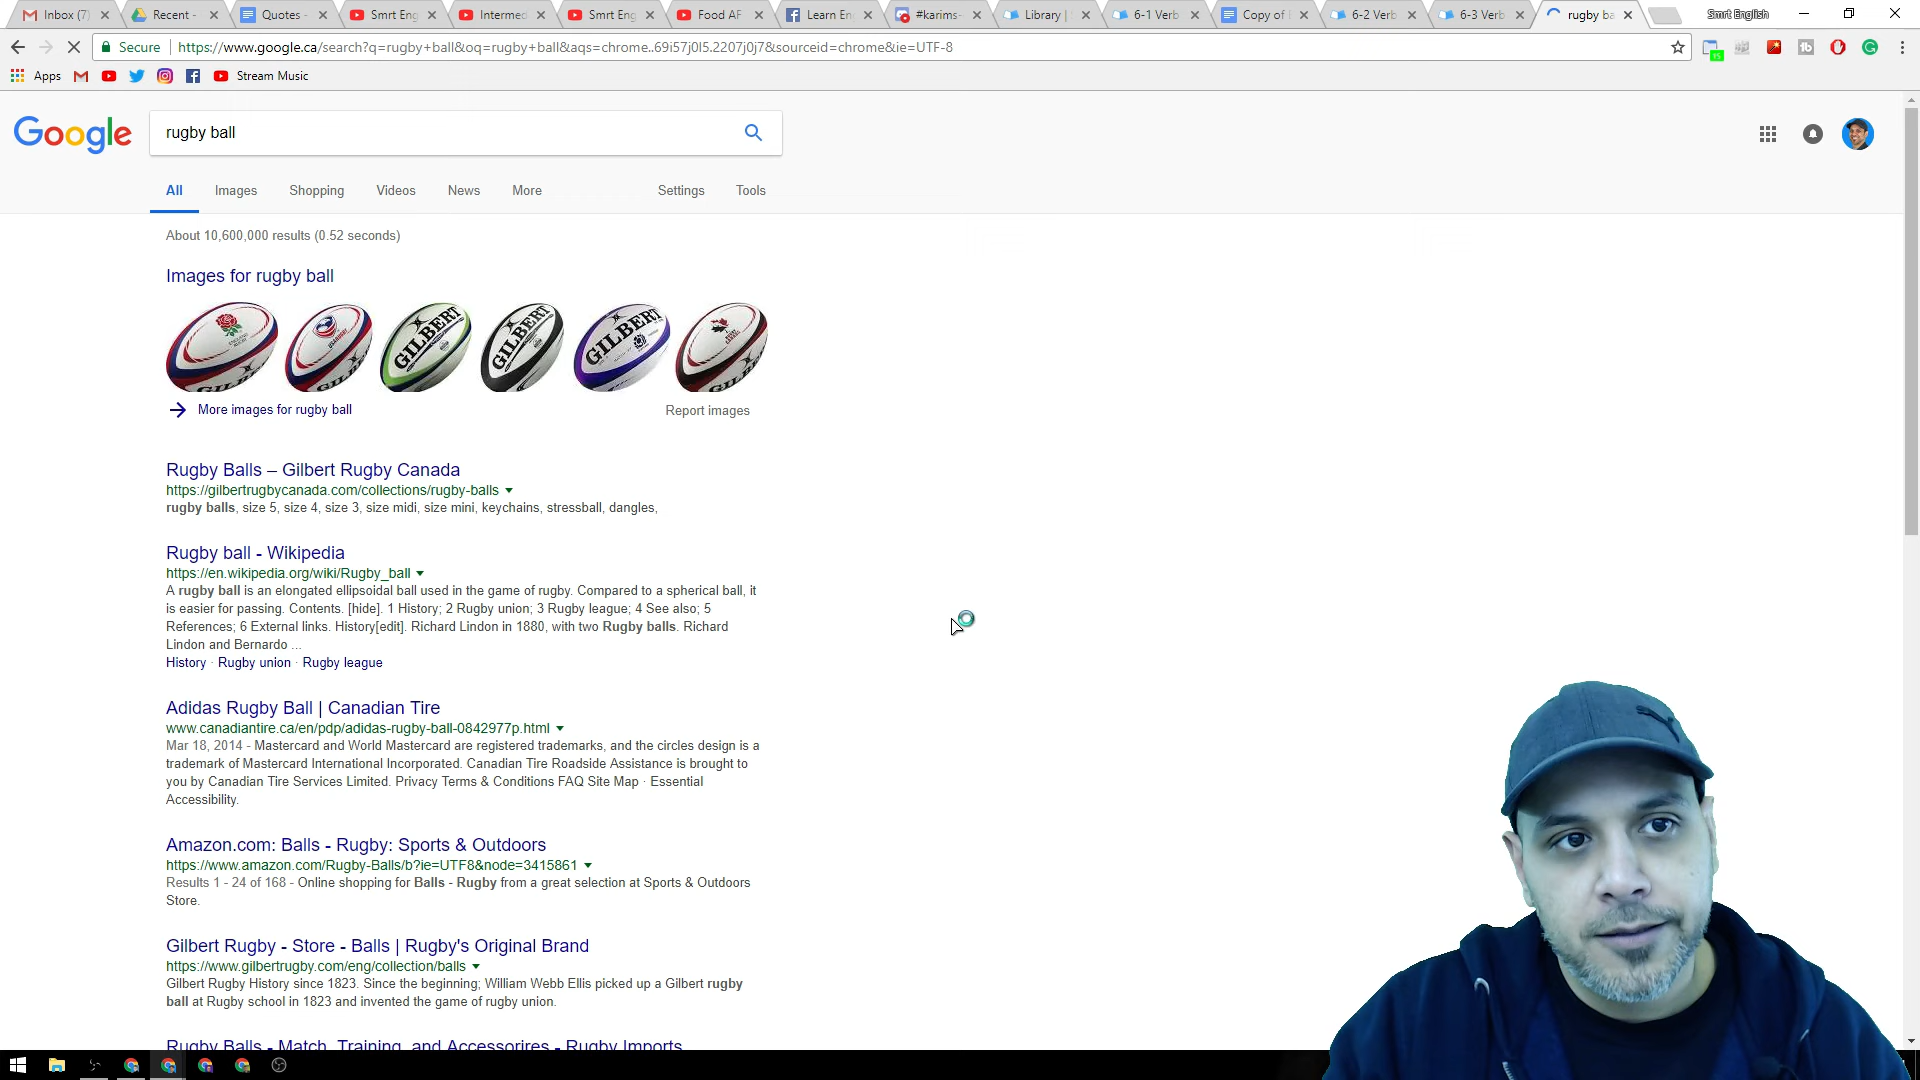 Inbox (7)
Recent -
Quotes -
Smrt Eng
Intermed
Smrt Eng
Food AF
Learn En
#karims-
Library |
6-1 Verb
Copy of E
6-2 Verb
6-3 Verb
rugby ba
Smrt English
Secure
https://www.google.ca/search?q=rugby+ball&oq=rugby+ball&aqs=chrome..69i57j0l5.2207j0j7&sourceid=chrome&ie=UTF-8
Apps
Stream Music
Google
rugby ball
All
Images
Shopping
Videos
News
More
Settings
Tools
About 10,600,000 results (0.52 seconds)
Images for rugby ball
GILBERT
GILBERT
GILBERT
More images for rugby ball
Report images
Rugby Balls – Gilbert Rugby Canada
https://gilbertrugbycanada.com/collections/rugby-balls
rugby balls, size 5, size 4, size 3, size midi, size mini, keychains, stressball, dangles,
Rugby ball - Wikipedia
https://en.wikipedia.org/wiki/Rugby_ball
A rugby ball is an elongated ellipsoidal ball used in the game of rugby. Compared to a spherical ball, it
is easier for passing. Contents. [hide]. 1 History; 2 Rugby union; 3 Rugby league; 4 See also; 5
References; 6 External links. History[edit]. Richard Lindon in 1880, with two Rugby balls. Richard
Lindon and Bernardo ...
History · Rugby union · Rugby league
Adidas Rugby Ball | Canadian Tire
www.canadiantire.ca/en/pdp/adidas-rugby-ball-0842977p.html
Mar 18, 2014 - Mastercard and World Mastercard are registered trademarks, and the circles design is a
trademark of Mastercard International Incorporated. Canadian Tire Roadside Assistance is brought to
you by Canadian Tire Services Limited. Privacy Terms & Conditions FAQ Site Map · Essential
Accessibility.
Amazon.com: Balls - Rugby: Sports & Outdoors
https://www.amazon.com/Rugby-Balls/b?ie=UTF8&node=3415861
Results 1 - 24 of 168 - Online shopping for Balls - Rugby from a great selection at Sports & Outdoors
Store.
Gilbert Rugby - Store - Balls | Rugby's Original Brand
https://www.gilbertrugby.com/eng/collection/balls
Gilbert Rugby History since 1823. Since the beginning; William Webb Ellis picked up a Gilbert rugby
ball at Rugby school in 1823 and invented the game of rugby union.
Rugby Balls - Match, Training, and Accessorires - Rugby Imports